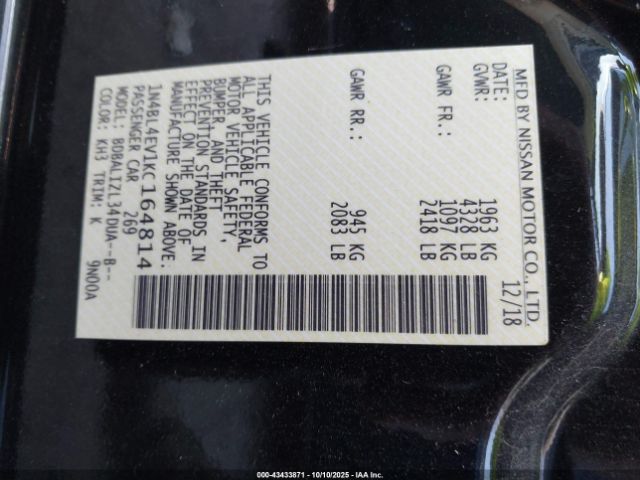 MFD BY NISSAN MOTOR CO., LTD.
DATE: 12/18
GVWR: 1963 KG
4328 LB
GAWR FR.: 1097 KG
2418 LB
GAWR RR.: 945 KG
2083 LB
THIS VEHICLE CONFORMS TO
ALL APPLICABLE FEDERAL
MOTOR VEHICLE SAFETY,
BUMPER, AND THEFT
PREVENTION STANDARDS IN
EFFECT ON THE DATE OF
MANUFACTURE SHOWN ABOVE.
1N4BL4EV1KC164814
PASSENGER CAR 269
MODEL: BDBALIZL34DUA--B--
COLOR: KH3 TRIM: K 9N00A
000-43433871 - 10/10/2025 - IAA Inc.